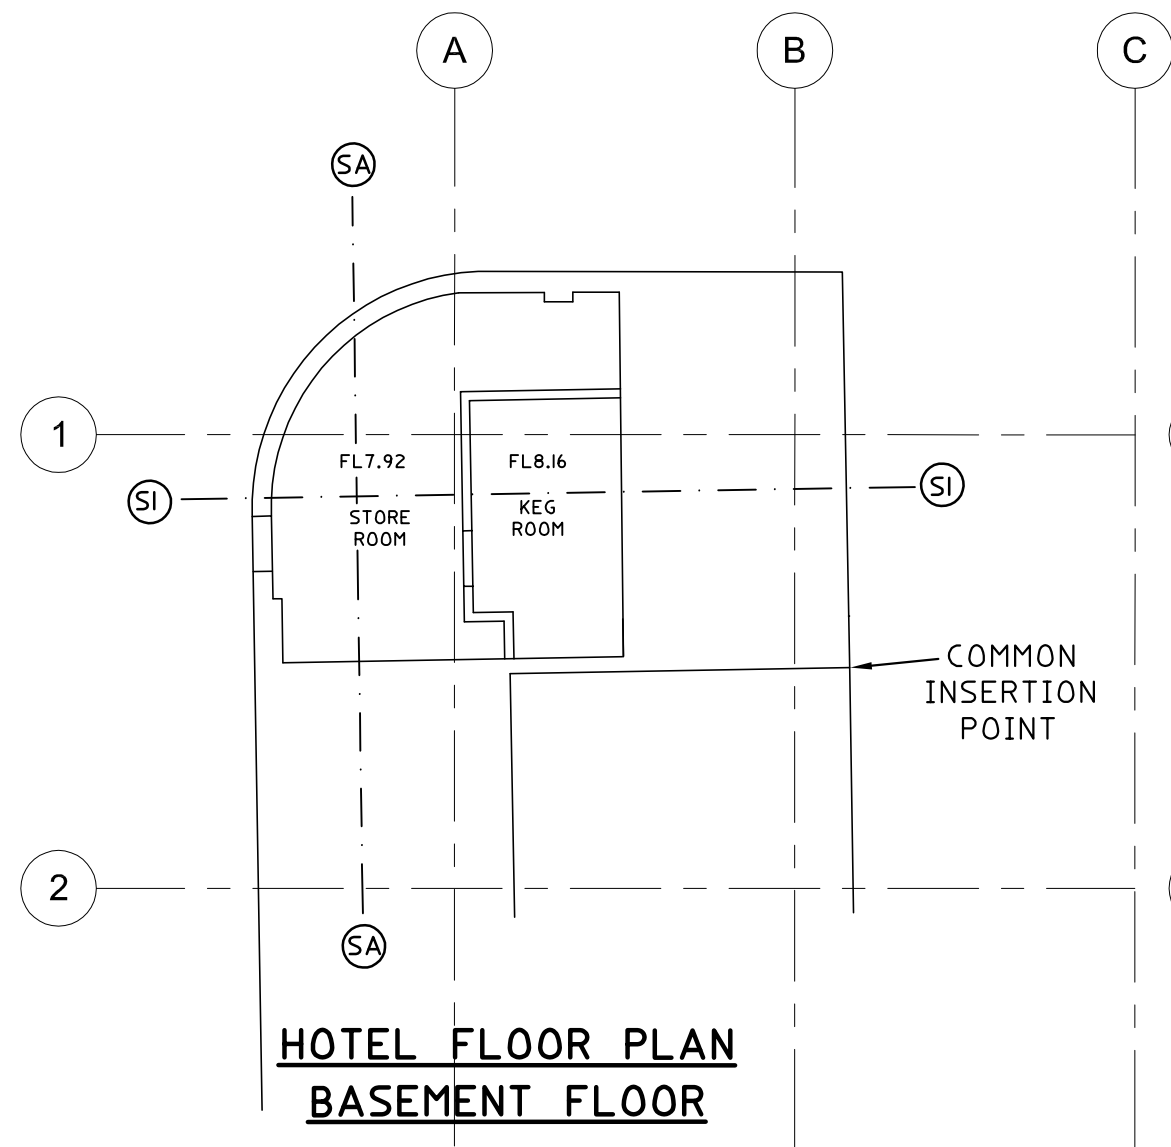 A
B
C
SA
1
FL7.92
FL8.16
SI
SI
STORE
ROOM
KEG
ROOM
COMMON
INSERTION
POINT
2
SA
HOTEL FLOOR PLAN
BASEMENT FLOOR